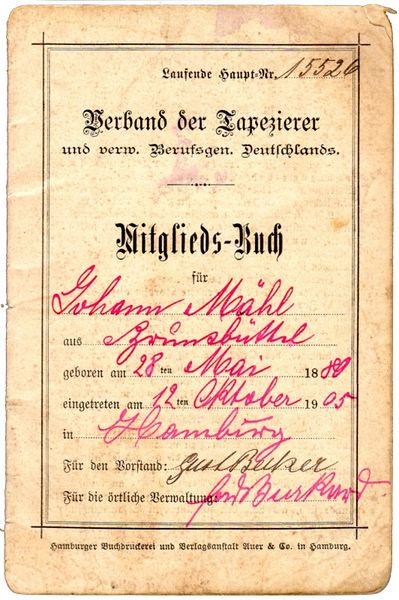 Laufende Haupt-Nr. 15526
Verband der Tapezierer
und verw. Berufsgen. Deutschlands.
Mitglieds-Buch
für
Johann Mähl
aus Brunsbüttel
geboren am 28ten Mai 1889
eingetreten am 12ten Oktober 1905
in Hamburg
Für den Vorstand: Gust Becker
Für die örtliche Verwaltung: Burkard
Hamburger Buchdruckerei und Verlagsanstalt Auer & Co. in Hamburg.